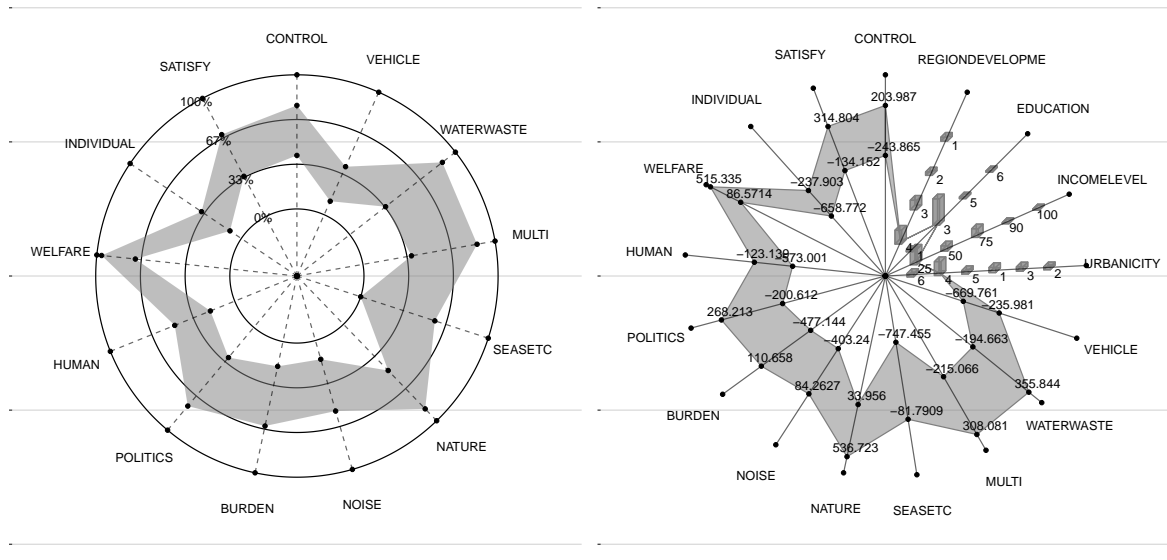 CONTROL
VEHICLE
SATISFY
100%
WATERWASTE
INDIVIDUAL
67%
33%
0%
WELFARE
MULTI
HUMAN
SEASETC
POLITICS
NATURE
BURDEN
NOISE
CONTROL
SATISFY
REGIONDEVELOPME
INDIVIDUAL
203.987
EDUCATION
314.804
1
−243.865
−134.152
WELFARE
515.335
2
6
INCOMELEVEL
−237.903
86.5714
5
−658.772
3
3
100
90
75
HUMAN
−123.139
−573.001
4
1
50
25
URBANICITY
6
4
5
1
3
2
−669.761
−235.981
−200.612
268.213
POLITICS
−477.144
−403.24
−747.455
−194.663
VEHICLE
110.658
−215.066
84.2627
33.956
355.844
BURDEN
−81.7909
308.081
WATERWASTE
536.723
NOISE
MULTI
NATURE
SEASETC